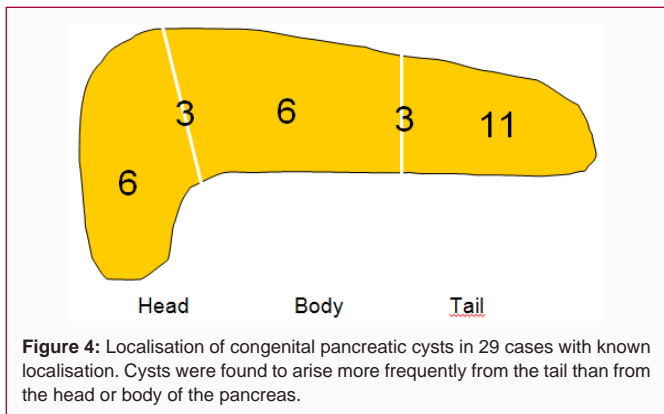 3 6 3 11
6
Head Body Tail
Figure 4: Localisation of congenital pancreatic cysts in 29 cases with known
localisation. Cysts were found to arise more frequently from the tail than from
the head or body of the pancreas.